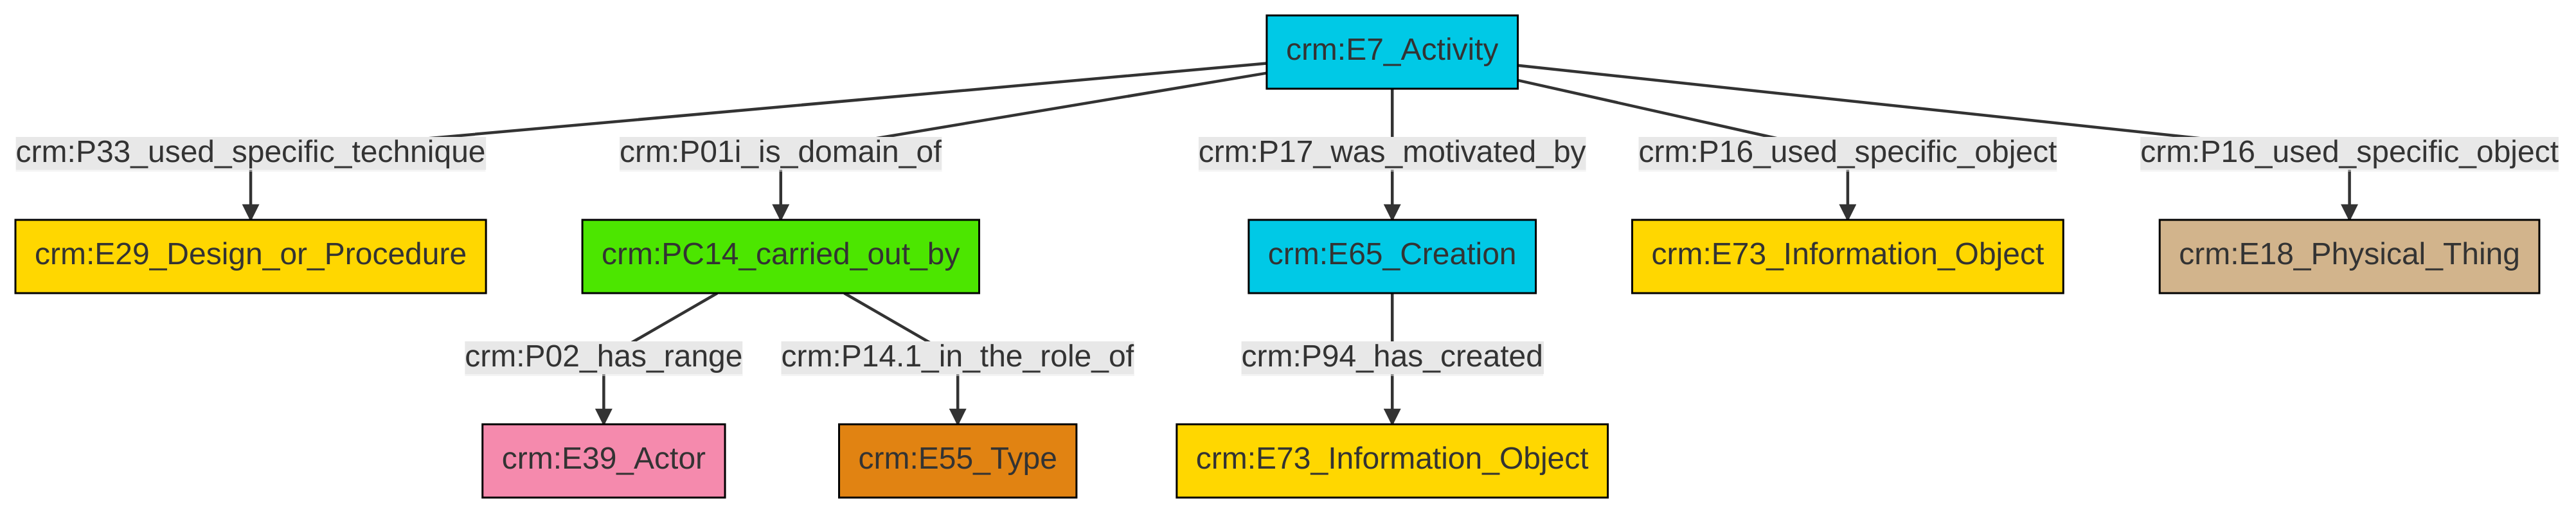 crm:E7_Activity
crm:P33_used_specific_technique
crm:P01i_is_domain_of
crm:P17_was_motivated_by
crm:P16_used_specific_object
crm:P16_used_specific_object
crm:E29_Design_or_Procedure
crm:PC14_carried_out_by
crm:E65_Creation
crm:E73_Information_Object
crm:E18_Physical_Thing
crm:P02_has_range
crm:P14.1_in_the_role_of
crm:P94_has_created
crm:E39_Actor
crm:E55_Type
crm:E73_Information_Object